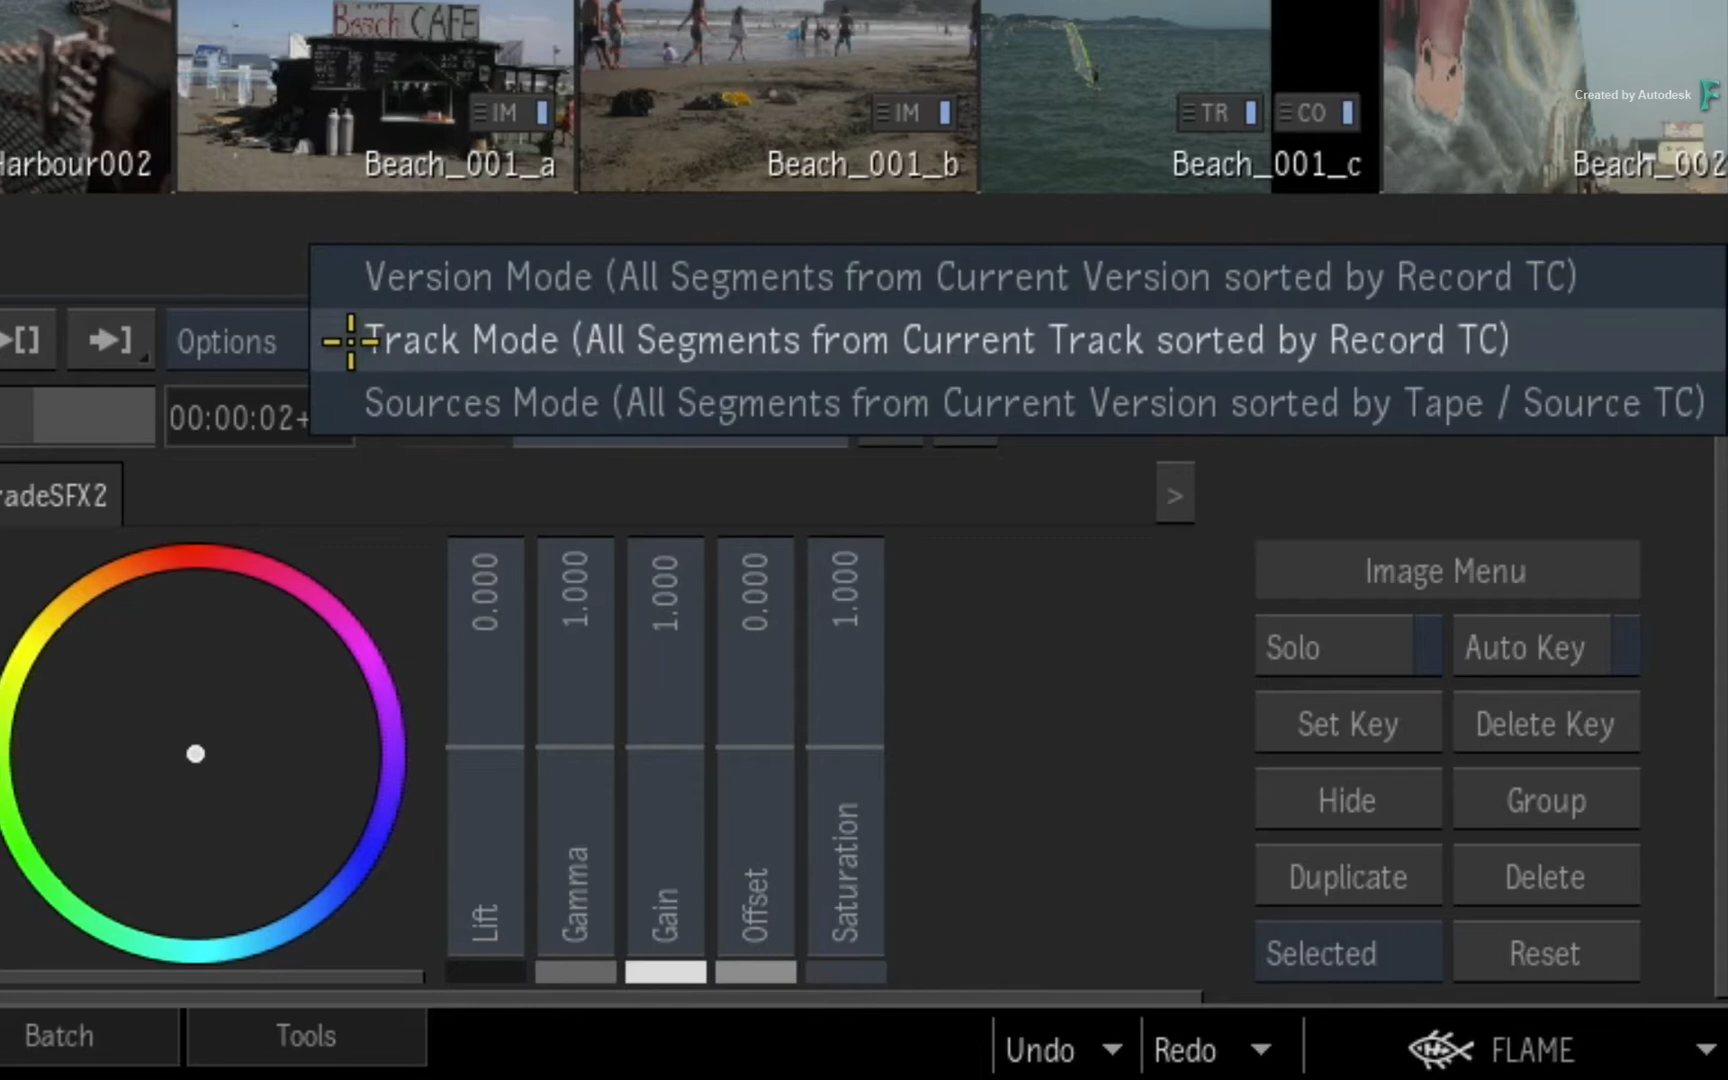 Beach CAFE
Created by Autodesk
IM
IM
TR
CO
Harbour002
Beach_001_a
Beach_001_b
Beach_001_c
Beach_002
Version Mode (All Segments from Current Version sorted by Record TC)
Options
Track Mode (All Segments from Current Track sorted by Record TC)
00:00:02+
Sources Mode (All Segments from Current Version sorted by Tape / Source TC)
radeSFX2
>
0.000
1.000
1.000
0.000
1.000
Lift
Gamma
Gain
Offset
Saturation
Image Menu
Solo
Auto Key
Set Key
Delete Key
Hide
Group
Duplicate
Delete
Selected
Reset
Batch
Tools
Undo
Redo
FLAME